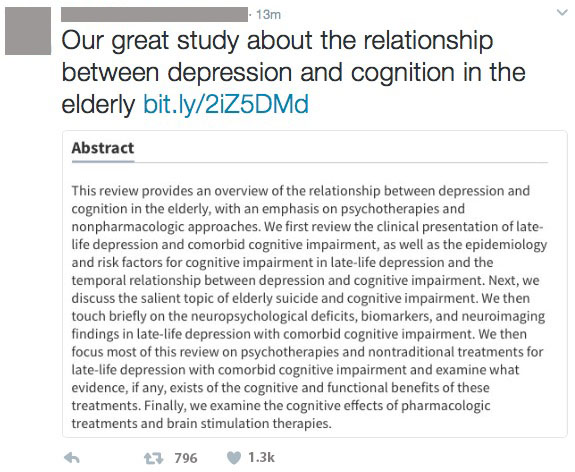 · 13m
Our great study about the relationship
between depression and cognition in the
elderly bit.ly/2iZ5DMd
Abstract
This review provides an overview of the relationship between depression and
cognition in the elderly, with an emphasis on psychotherapies and
nonpharmacologic approaches. We first review the clinical presentation of late-
life depression and comorbid cognitive impairment, as well as the epidemiology
and risk factors for cognitive impairment in late-life depression and the
temporal relationship between depression and cognitive impairment. Next, we
discuss the salient topic of elderly suicide and cognitive impairment. We then
touch briefly on the neuropsychological deficits, biomarkers, and neuroimaging
findings in late-life depression with comorbid cognitive impairment. We then
focus most of this review on psychotherapies and nontraditional treatments for
late-life depression with comorbid cognitive impairment and examine what
evidence, if any, exists of the cognitive and functional benefits of these
treatments. Finally, we examine the cognitive effects of pharmacologic
treatments and brain stimulation therapies.
796 1.3k